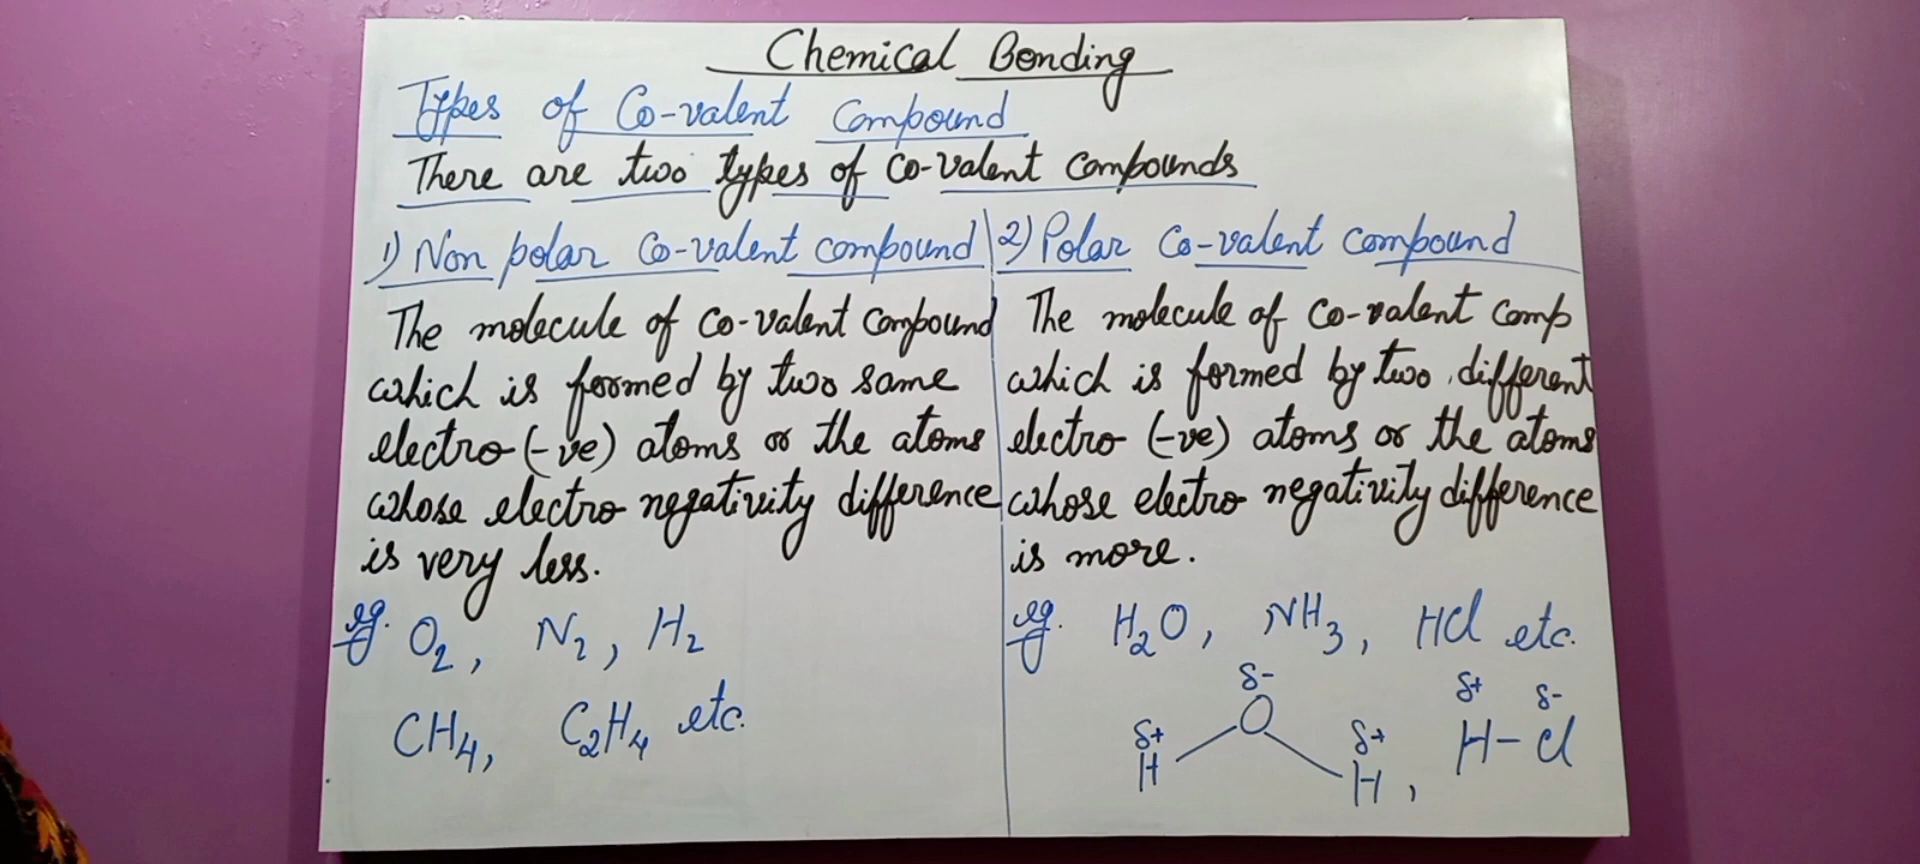 Chemical Bonding
Types of Co-valent Compound
There are two types of Co-valent Compounds
1) Non polar Co-valent compound
The molecule of Co-valent Compound
which is formed by two same
electro (-ve) atoms or the atoms
whose electro negativity difference
is very less.
eg. O2, N2, H2
CH4, C2H4 etc.
2) Polar Co-valent Compound
The molecule of Co-valent Comp
which is formed by two different
electro (-ve) atoms or the atoms
whose electro negativity difference
is more.
eg. H2O, NH3, HCl etc.
δ- δ+ δ-
O H-Cl
δ+ δ+
H H,